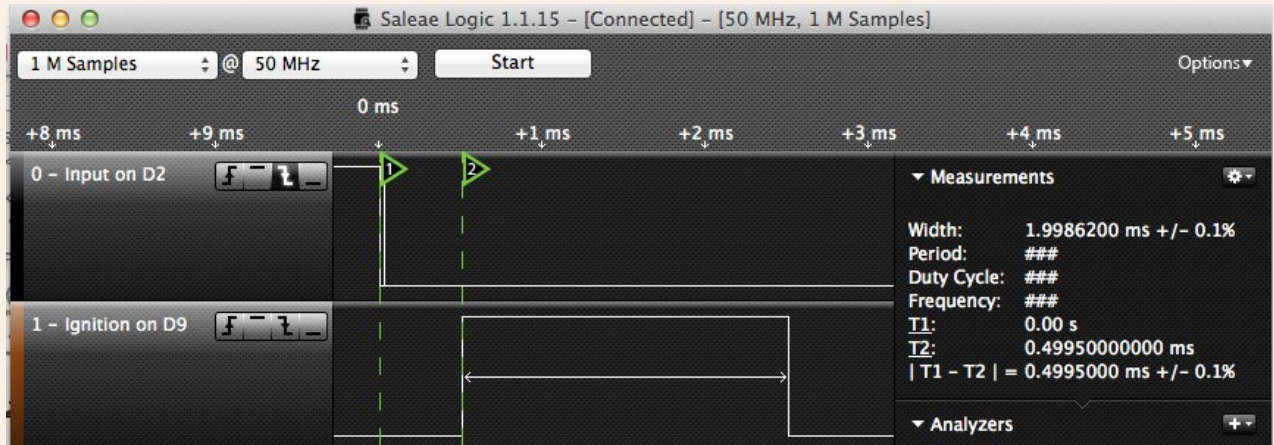 Saleae Logic 1.1.15 – [Connected] – [50 MHz, 1 M Samples]
1 M Samples @ 50 MHz Start Options
0 ms
+8 ms +9 ms +1 ms +2 ms +3 ms +4 ms +5 ms
0 – Input on D2
1 2
Measurements
Width: 1.9986200 ms +/- 0.1%
Period: ###
Duty Cycle: ###
Frequency: ###
T1: 0.00 s
T2: 0.49950000000 ms
| T1 – T2 | = 0.4995000 ms +/- 0.1%
1 – Ignition on D9
Analyzers